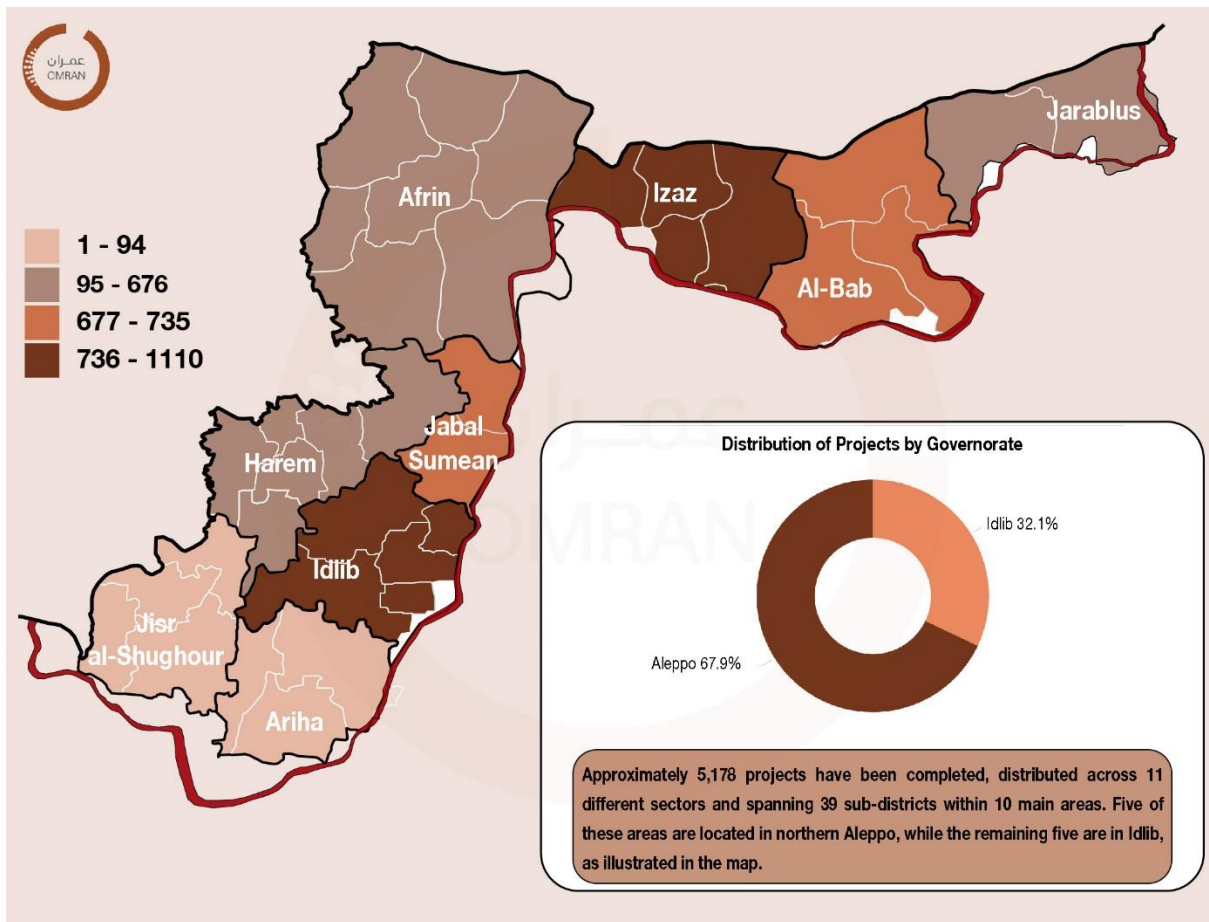 عمران
OMRAN
Jarablus
Izaz
Afrin
Al-Bab
1 - 94
95 - 676
677 - 735
736 - 1110
Jabal
Sumean
Harem
Idlib
Jisr
al-Shughour
Ariha
عمران
OMRAN
Distribution of Projects by Governorate
Idlib 32.1%
Aleppo 67.9%
Approximately 5,178 projects have been completed, distributed across 11
different sectors and spanning 39 sub-districts within 10 main areas. Five of
these areas are located in northern Aleppo, while the remaining five are in Idlib,
as illustrated in the map.